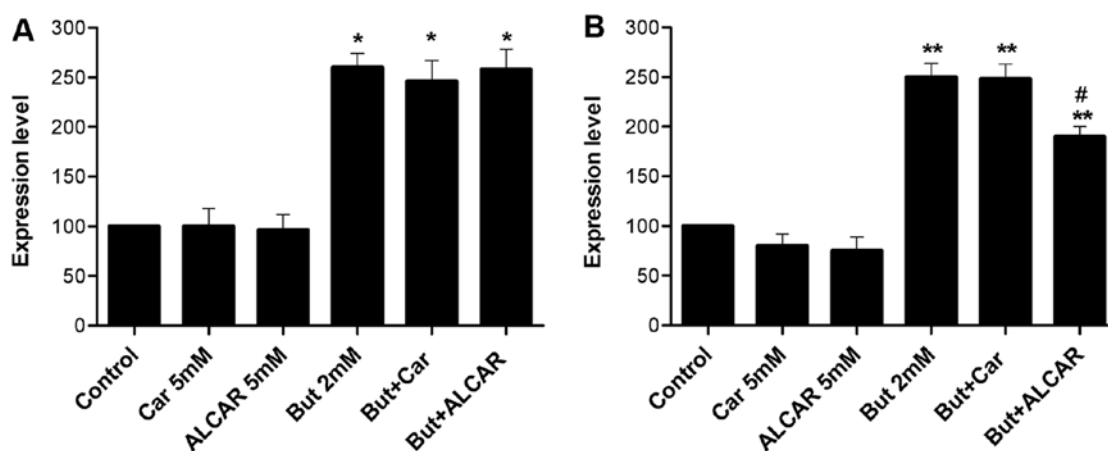 A
Expression level
300
250
200
150
100
50
0
* * *
Control
Car 5mM
ALCAR 5mM
But 2mM
But+Car
But+ALCAR
B
Expression level
300
250
200
150
100
50
0
#
** ** **
Control
Car 5mM
ALCAR 5mM
But 2mM
But+Car
But+ALCAR